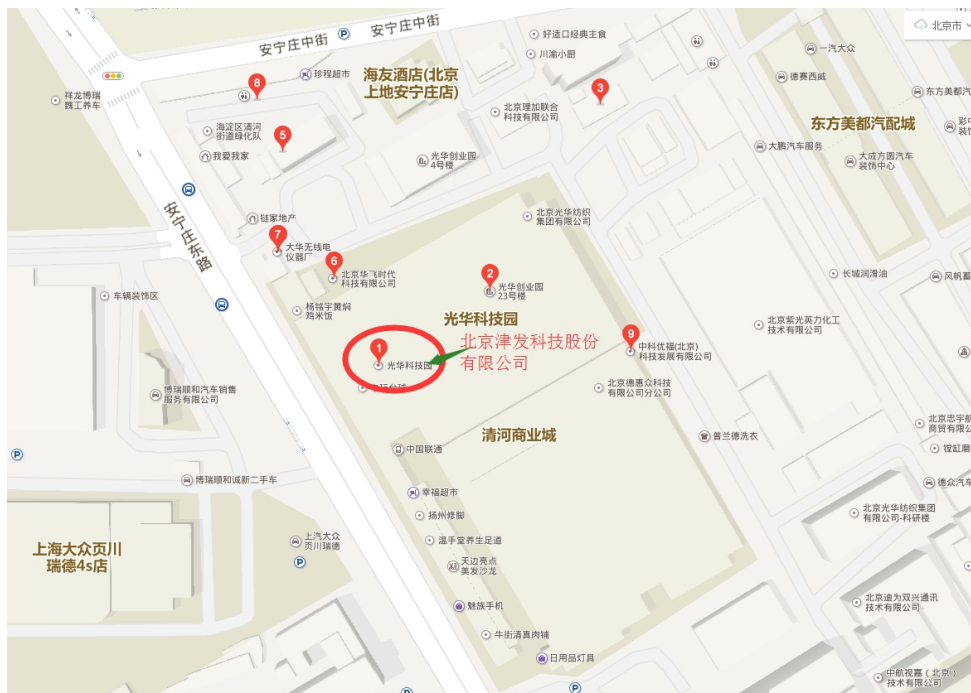 安宁庄中街
安宁庄中街
北京市
好适口经典主食
川渝小厨
一汽大众
德赛西威
珍程超市
海友酒店(北京
上地安宁庄店)
8
3
祥龙博瑞
魏工养车
北京理加联合
科技有限公司
东方美都汽配城
海淀区清河
街道绿化队
5
我爱我家
光华创业园
4号楼
大鹏汽车服务
大成方圆汽车
装饰中心
安宁庄东路
链家地产
北京光华纺织
集团有限公司
7
大华无线电
仪器厂
6
北京华飞时代
科技有限公司
2
光华创业园
23号楼
长城润滑油
车辆装饰区
杨铭宇黄焖
鸡米饭
光华科技园
北京紫光英力化工
技术有限公司
1
光华科技园
北京津发科技股份
有限公司
9
中科优福(北京)
科技发展有限公司
博瑞顺和汽车销售
服务有限公司
北京德惠众科技
有限公司分公司
清河商业城
普兰德洗衣
中国联通
博瑞顺和诚新二手车
幸福超市
扬州修脚
北京光华纺织集团
有限公司-科研楼
上海大众页川
瑞德4s店
上汽大众
页川瑞德
温手堂养生足道
天边亮点
美发沙龙
魅族手机
北京迪为双兴通讯
技术有限公司
牛街清真肉铺
日用品灯具
中航视嘉（北京）
技术有限公司